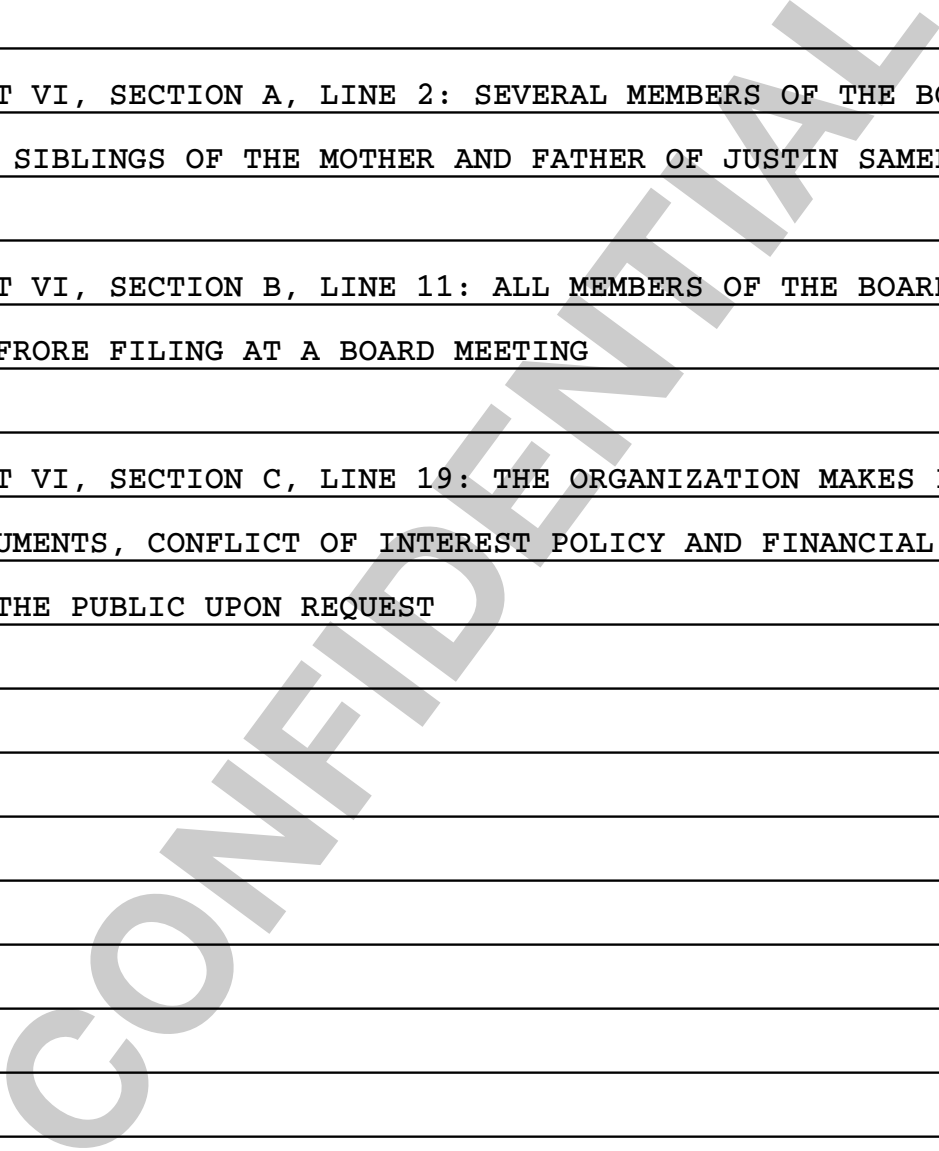 T VI, SECTION A, LINE 2: SEVERAL MEMBERS OF THE BO
SIBLINGS OF THE MOTHER AND FATHER OF JUSTIN SAME
T VI, SECTION B, LINE 11: ALL MEMBERS OF THE BOAR
FRORE FILING AT A BOARD MEETING
T VI, SECTION C, LINE 19: THE ORGANIZATION MAKES
UMENTS, CONFLICT OF INTEREST POLICY AND FINANCIAL
THE PUBLIC UPON REQUEST
CONFIDENTIAL